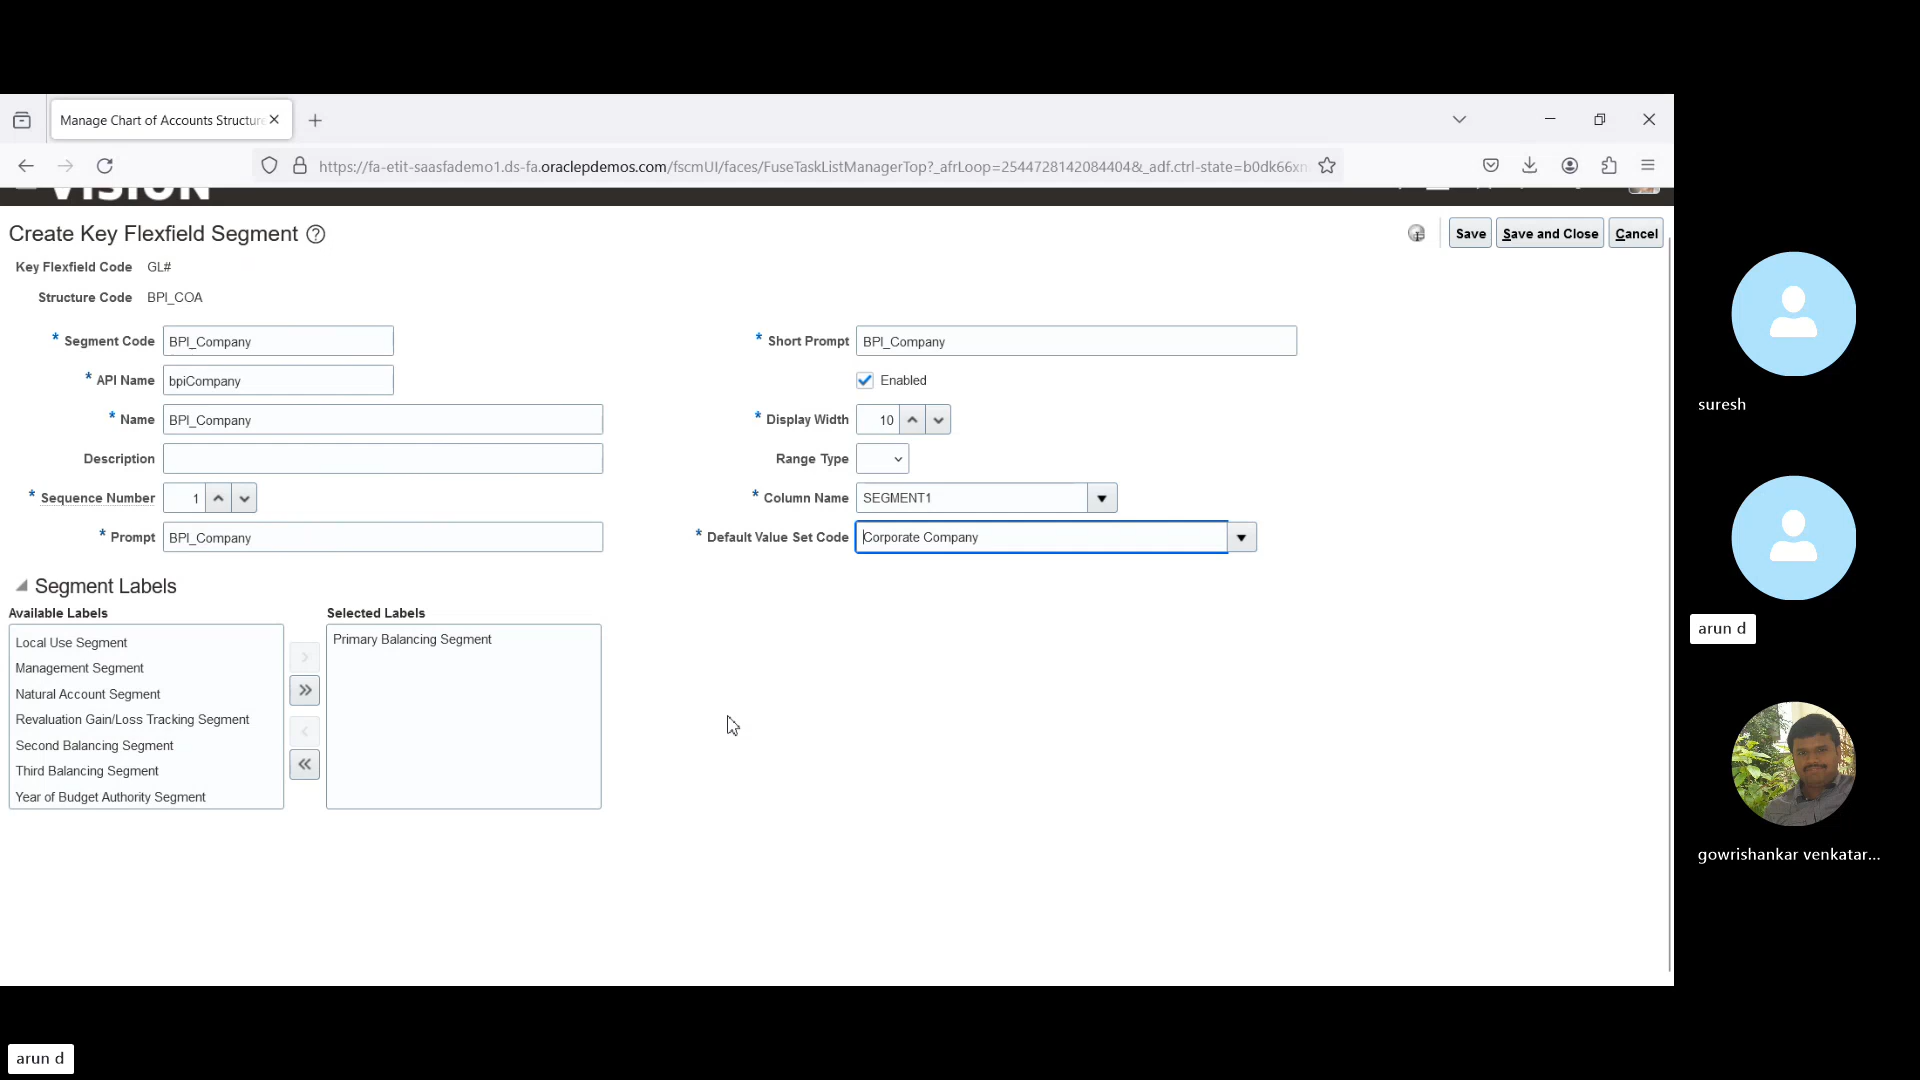 Manage Chart of Accounts Structure
https://fa-etit-saasfademo1.ds-fa.oraclepdemos.com/fscmUI/faces/FuseTaskListManagerTop?_afrLoop=25447281420844048&_adf.ctrl-state=b0dk66xn
VISION
Create Key Flexfield Segment
Save
Save and Close
Cancel
Key Flexfield Code GL#
Structure Code BPI_COA
* Segment Code BPI_Company
* Short Prompt BPI_Company
* API Name bpiCompany
Enabled
* Name BPI_Company
* Display Width 10
Description
Range Type
* Sequence Number 1
* Column Name SEGMENT1
* Prompt BPI_Company
* Default Value Set Code Corporate Company
Segment Labels
Available Labels
Selected Labels
Local Use Segment
Management Segment
Natural Account Segment
Revaluation Gain/Loss Tracking Segment
Second Balancing Segment
Third Balancing Segment
Year of Budget Authority Segment
Primary Balancing Segment
suresh
arun d
gowrishankar venkatar...
arun d